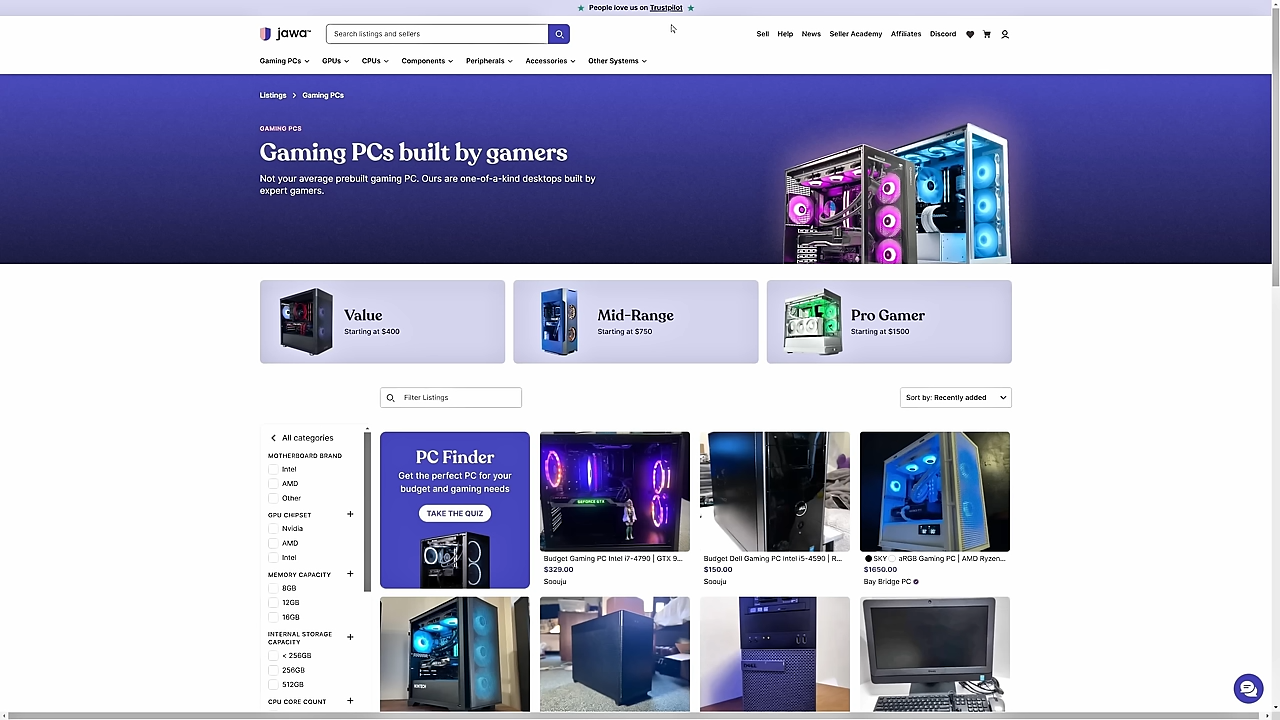 ★ People love us on Trustpilot ★
jawa™
Search listings and sellers
Sell Help News Seller Academy Affiliates Discord
Gaming PCs GPUs CPUs Components Peripherals Accessories Other Systems
Listings > Gaming PCs
GAMING PCS
Gaming PCs built by gamers
Not your average prebuilt gaming PC. Ours are one-of-a-kind desktops built by
expert gamers.
Value
Starting at $400
Mid-Range
Starting at $750
Pro Gamer
Starting at $1500
Filter Listings
Sort by: Recently added
All categories
MOTHERBOARD BRAND
Intel
AMD
Other
GPU CHIPSET
Nvidia
AMD
Intel
MEMORY CAPACITY
8GB
12GB
16GB
INTERNAL STORAGE
CAPACITY
< 256GB
256GB
512GB
CPU CORE COUNT
PC Finder
Get the perfect PC for your
budget and gaming needs
TAKE THE QUIZ
GEFORCE GTX
Budget Gaming PC Intel i7-4790 | GTX 9...
$329.00
Soouju
Budget Dell Gaming PC Intel i5-4590 | R...
$150.00
Soouju
SKY aRGB Gaming PC | AMD Ryzen...
$1650.00
Bay Bridge PC
DELL